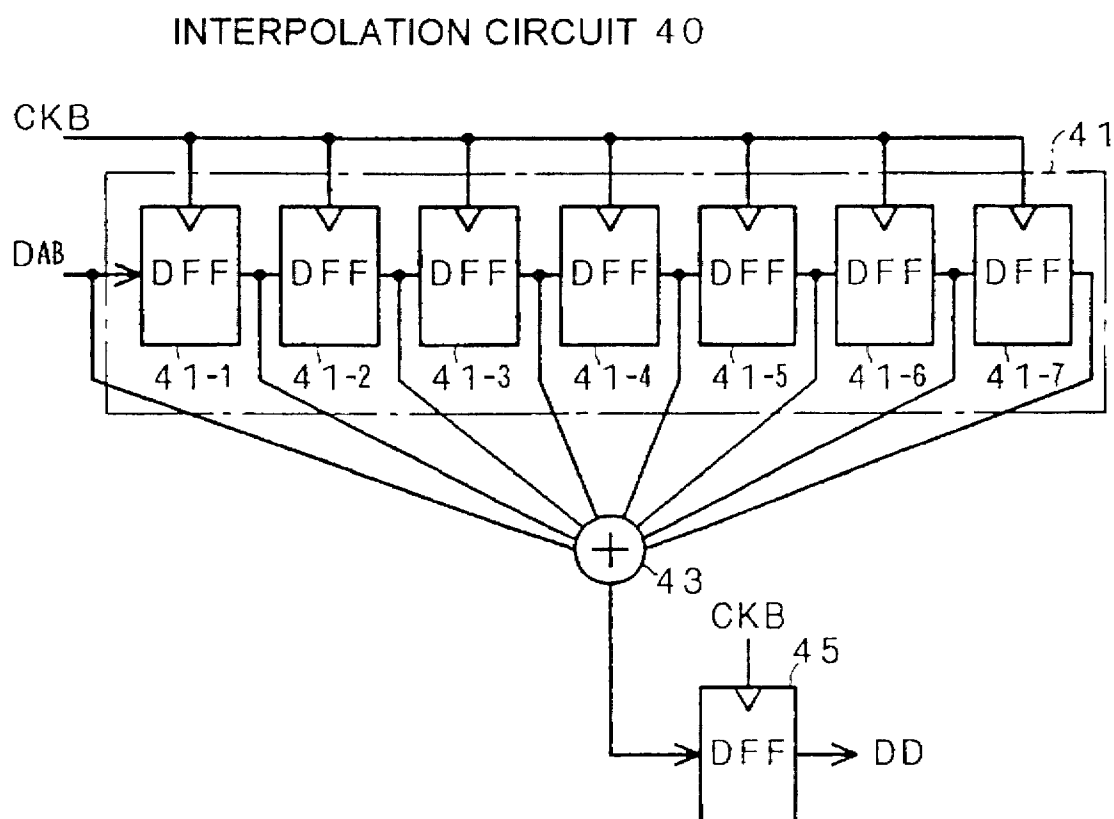 INTERPOLATION CIRCUIT 40
CKB
41
DAB
DFF DFF DFF DFF DFF DFF DFF
41-1 41-2 41-3 41-4 41-5 41-6 41-7
+
43
CKB
45
DFF
DD